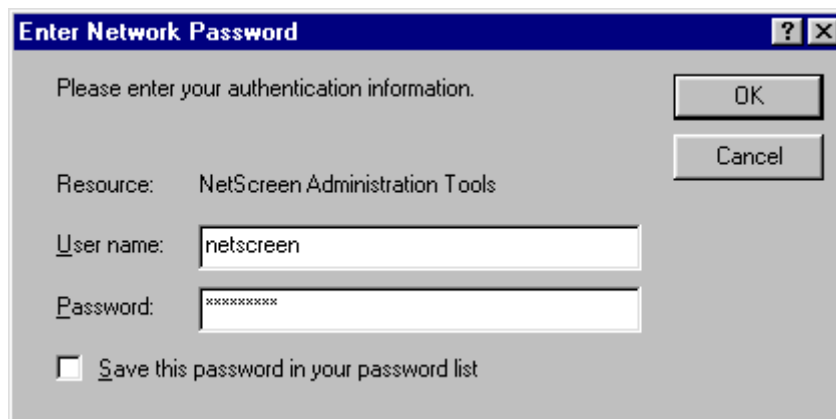 Enter Network Password
Please enter your authentication information.
OK
Cancel
Resource: NetScreen Administration Tools
User name: netscreen
Password: *********
Save this password in your password list